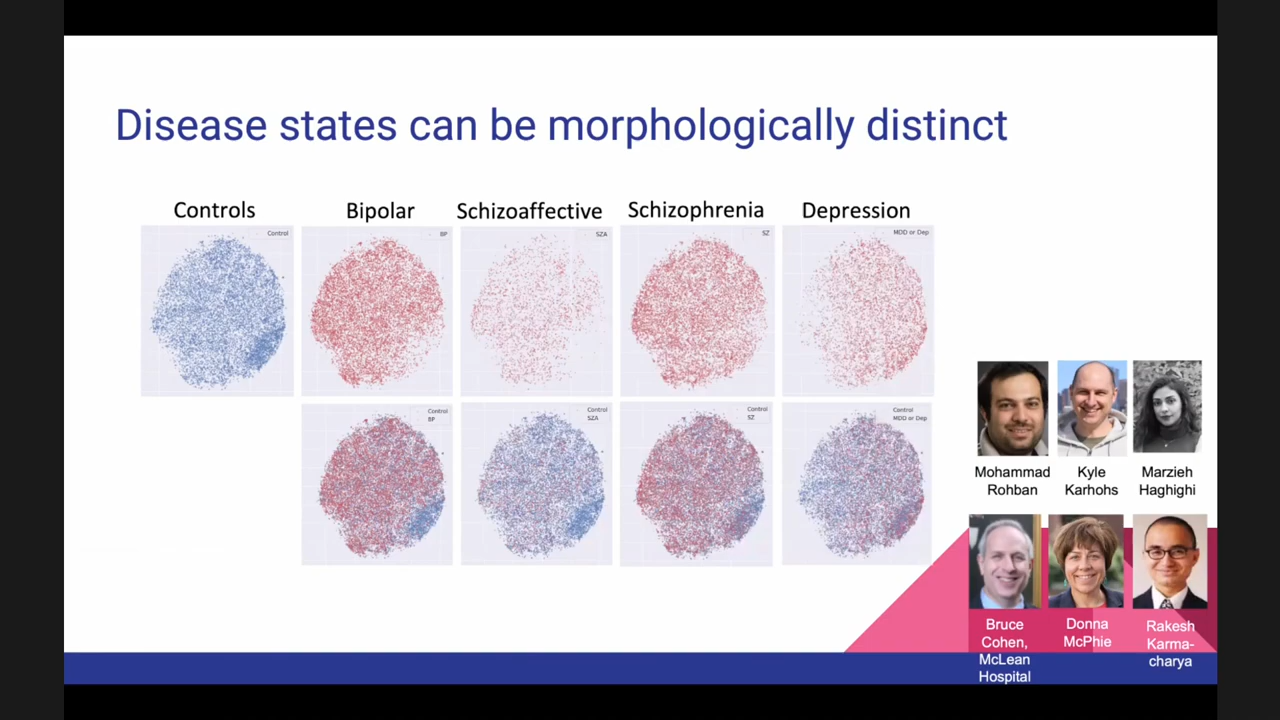 Disease states can be morphologically distinct
Controls
Bipolar
Schizoaffective
Schizophrenia
Depression
Control
BP
SZA
SZ
MDD or Dep
Control
BP
Control
SZA
Control
SZ
Control
MDD or Dep
Mohammad
Rohban
Kyle
Karhohs
Marzieh
Haghighi
Bruce
Cohen,
McLean
Hospital
Donna
McPhie
Rakesh
Karma-
charya